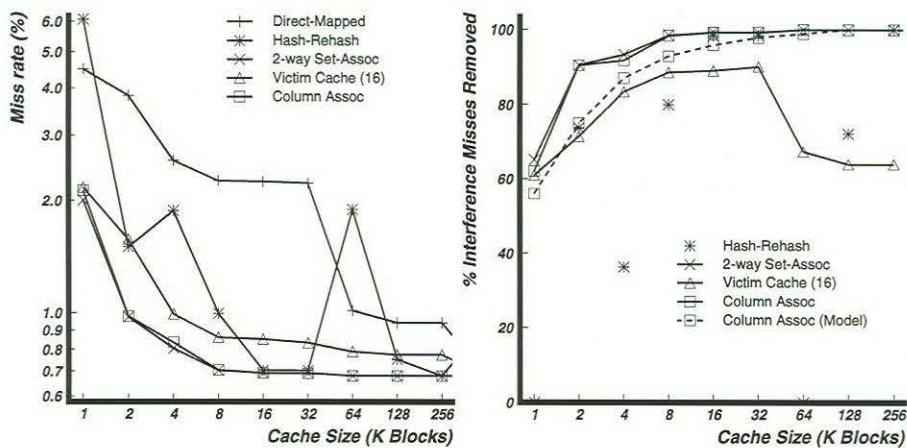 Miss rate (%)
6.0
5.0
4.0
3.0
2.0
1.0
0.9
0.8
0.7
0.6
Direct-Mapped
Hash-Rehash
2-way Set-Assoc
Victim Cache (16)
Column Assoc
1 2 4 8 16 32 64 128 256
Cache Size (K Blocks)
% Interference Misses Removed
100
80
60
40
20
0
Hash-Rehash
2-way Set-Assoc
Victim Cache (16)
Column Assoc
Column Assoc (Model)
1 2 4 8 16 32 64 128 256
Cache Size (K Blocks)